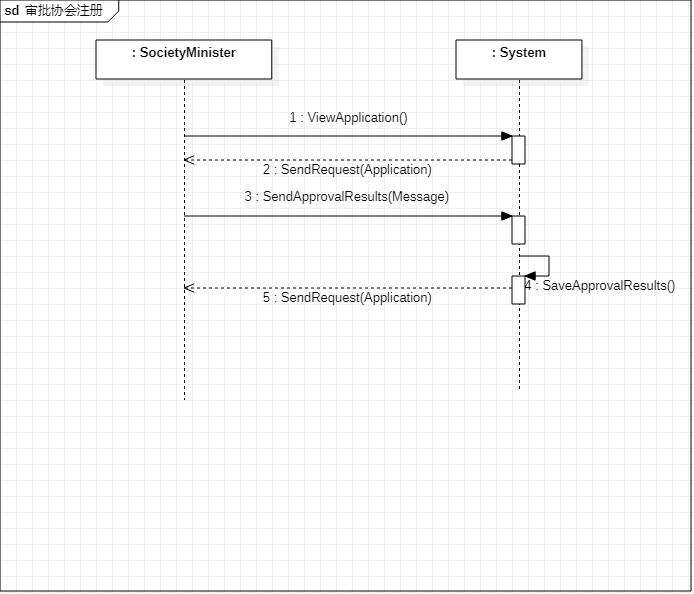 sd 审批协会注册
: SocietyMinister
: System
1 : ViewApplication()
2 : SendRequest(Application)
3 : SendApprovalResults(Message)
4 : SaveApprovalResults()
5 : SendRequest(Application)